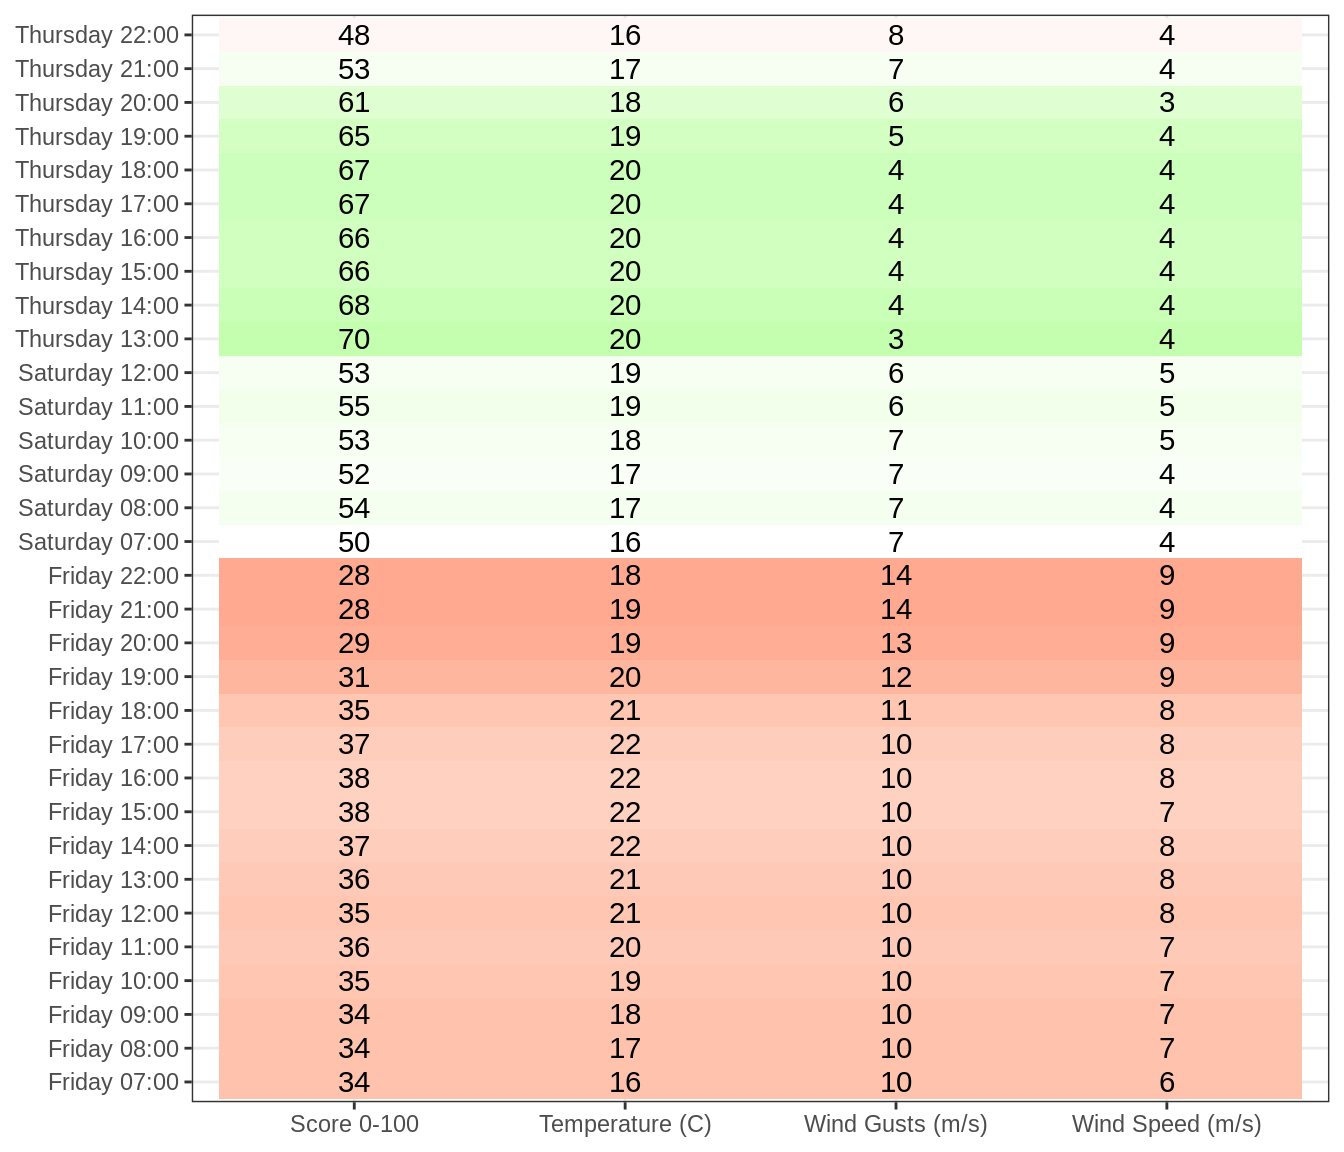 Thursday 22:00 48 16 8 4
Thursday 21:00 53 17 7 4
Thursday 20:00 61 18 6 3
Thursday 19:00 65 19 5 4
Thursday 18:00 67 20 4 4
Thursday 17:00 67 20 4 4
Thursday 16:00 66 20 4 4
Thursday 15:00 66 20 4 4
Thursday 14:00 68 20 4 4
Thursday 13:00 70 20 3 4
Saturday 12:00 53 19 6 5
Saturday 11:00 55 19 6 5
Saturday 10:00 53 18 7 5
Saturday 09:00 52 17 7 4
Saturday 08:00 54 17 7 4
Saturday 07:00 50 16 7 4
Friday 22:00 28 18 14 9
Friday 21:00 28 19 14 9
Friday 20:00 29 19 13 9
Friday 19:00 31 20 12 9
Friday 18:00 35 21 11 8
Friday 17:00 37 22 10 8
Friday 16:00 38 22 10 8
Friday 15:00 38 22 10 7
Friday 14:00 37 22 10 8
Friday 13:00 36 21 10 8
Friday 12:00 35 21 10 8
Friday 11:00 36 20 10 7
Friday 10:00 35 19 10 7
Friday 09:00 34 18 10 7
Friday 08:00 34 17 10 7
Friday 07:00 34 16 10 6
Score 0-100 Temperature (C) Wind Gusts (m/s) Wind Speed (m/s)